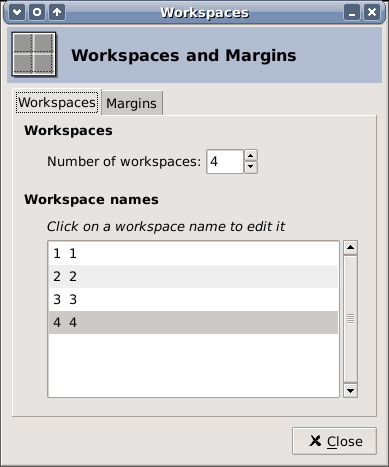 Workspaces
Workspaces and Margins
Workspaces Margins
Workspaces
Number of workspaces: 4
Workspace names
Click on a workspace name to edit it
1 1
2 2
3 3
4 4
Close